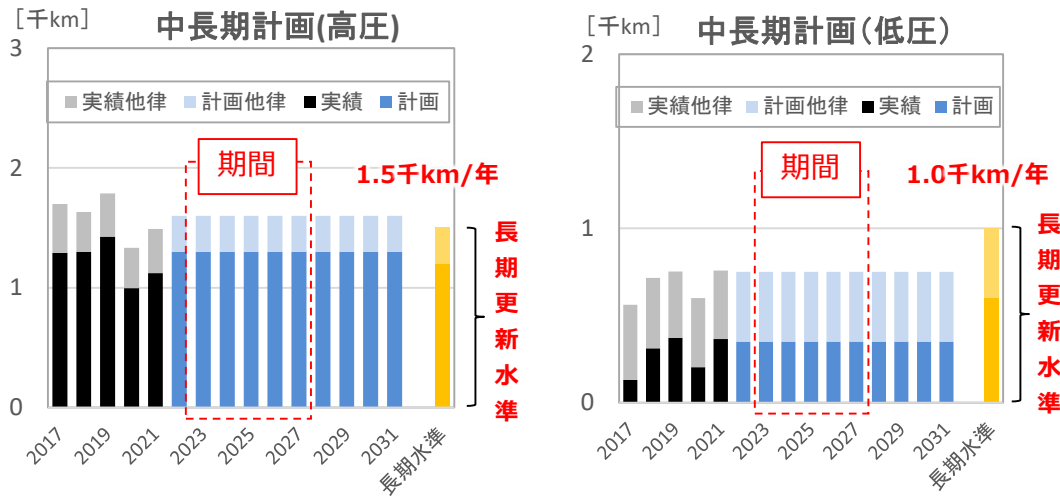 [千km]
中長期計画(高圧)
3
実績他律 計画他律 実績 計画
期間
2
1.5千km/年
長期更新水準
1
0
2017 2019 2021 2023 2025 2027 2029 2031 長期水準
[千km]
中長期計画(低圧)
2
実績他律 計画他律 実績 計画
期間
1.0千km/年
長期更新水準
1
0
2017 2019 2021 2023 2025 2027 2029 2031 長期水準